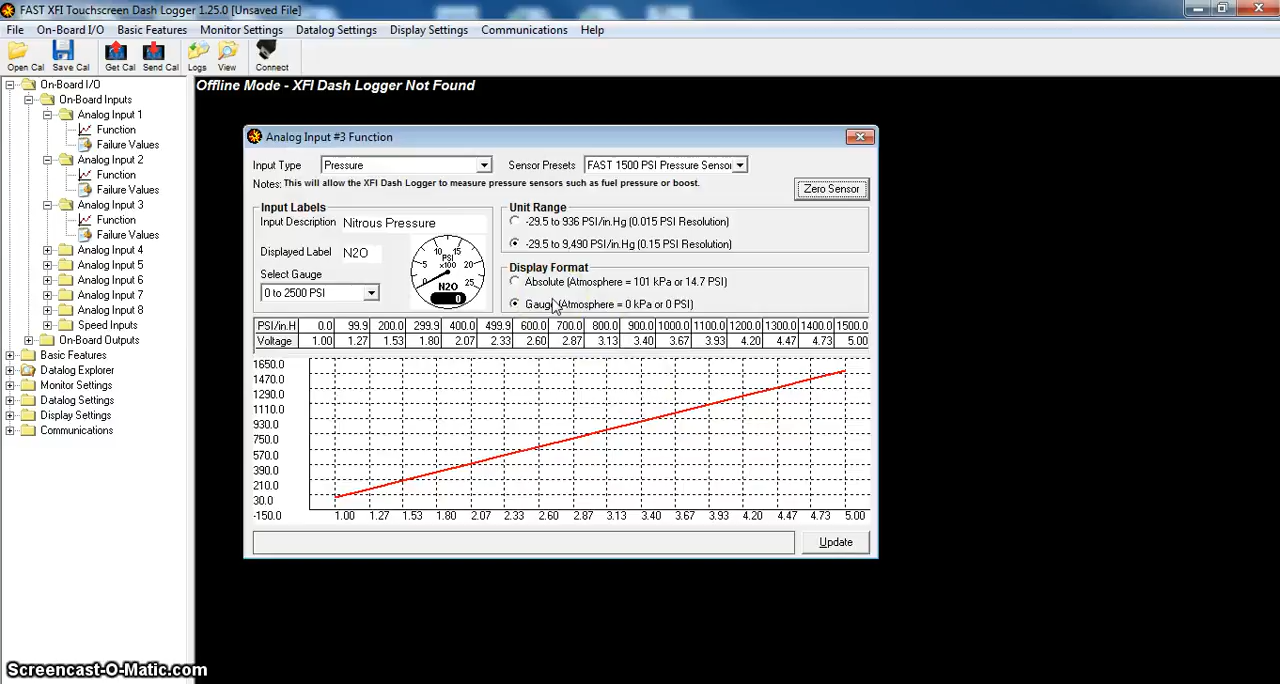 FAST XFI Touchscreen Dash Logger 1.25.0 [Unsaved File]
File On-Board I/O Basic Features Monitor Settings Datalog Settings Display Settings Communications Help
Open Cal Save Cal Get Cal Send Cal Logs View Connect
Offline Mode - XFI Dash Logger Not Found
On-Board I/O
On-Board Inputs
Analog Input 1
Function
Failure Values
Analog Input 2
Function
Failure Values
Analog Input 3
Function
Failure Values
Analog Input 4
Analog Input 5
Analog Input 6
Analog Input 7
Analog Input 8
Speed Inputs
On-Board Outputs
Basic Features
Datalog Explorer
Monitor Settings
Datalog Settings
Display Settings
Communications
Analog Input #3 Function
Input Type Pressure Sensor Presets FAST 1500 PSI Pressure Sensor
Notes: This will allow the XFI Dash Logger to measure pressure sensors such as fuel pressure or boost.
Zero Sensor
Input Labels
Input Description Nitrous Pressure
Displayed Label N2O
Select Gauge
0 to 2500 PSI
0 5 10 15 20 25
PSI
x100
N2O
0
Unit Range
-29.5 to 936 PSI/in.Hg (0.015 PSI Resolution)
-29.5 to 9,490 PSI/in.Hg (0.15 PSI Resolution)
Display Format
Absolute (Atmosphere = 101 kPa or 14.7 PSI)
Gauge (Atmosphere = 0 kPa or 0 PSI)
PSI/in.H 0.0 99.9 200.0 299.9 400.0 499.9 600.0 700.0 800.0 900.0 1000.0 1100.0 1200.0 1300.0 1400.0 1500.0
Voltage 1.00 1.27 1.53 1.80 2.07 2.33 2.60 2.87 3.13 3.40 3.67 3.93 4.20 4.47 4.73 5.00
1650.0
1470.0
1290.0
1110.0
930.0
750.0
570.0
390.0
210.0
30.0
-150.0
1.00 1.27 1.53 1.80 2.07 2.33 2.60 2.87 3.13 3.40 3.67 3.93 4.20 4.47 4.73 5.00
Update
Screencast-O-Matic.com